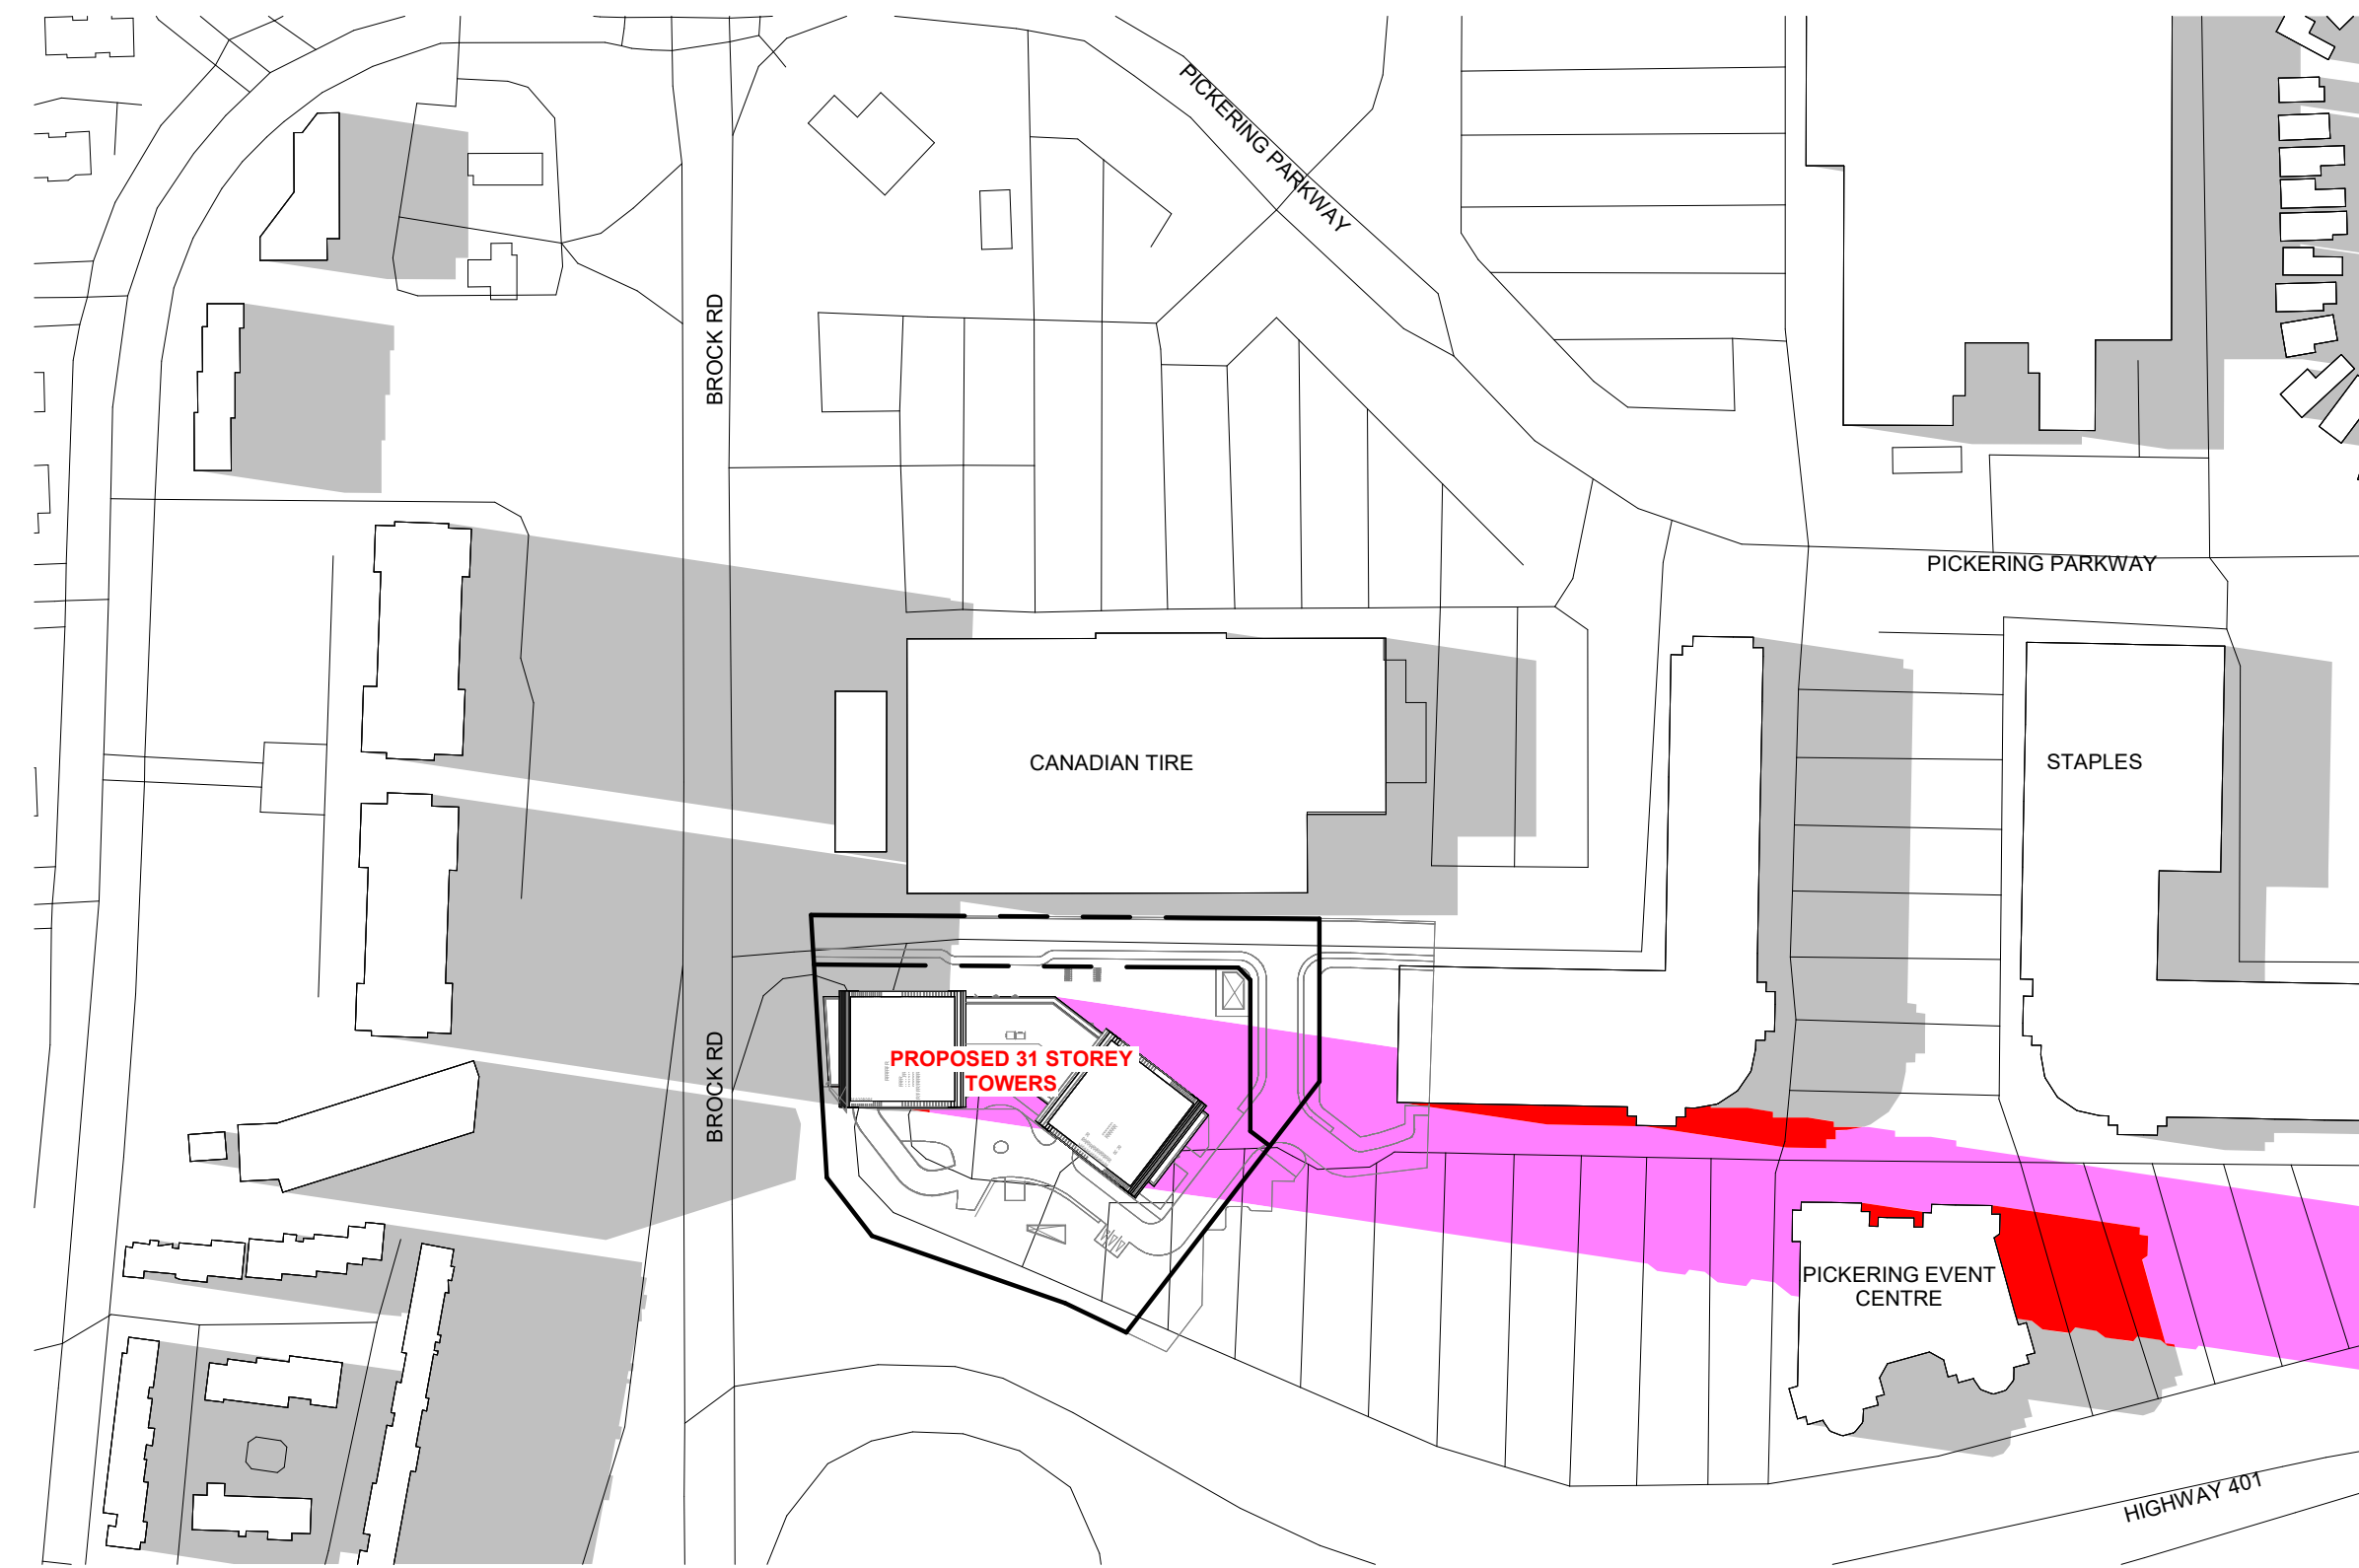 PICKERING PARKWAY
BROCK RD
PICKERING PARKWAY
CANADIAN TIRE
STAPLES
PROPOSED 31 STOREY
TOWERS
BROCK RD
PICKERING EVENT
CENTRE
HIGHWAY 401